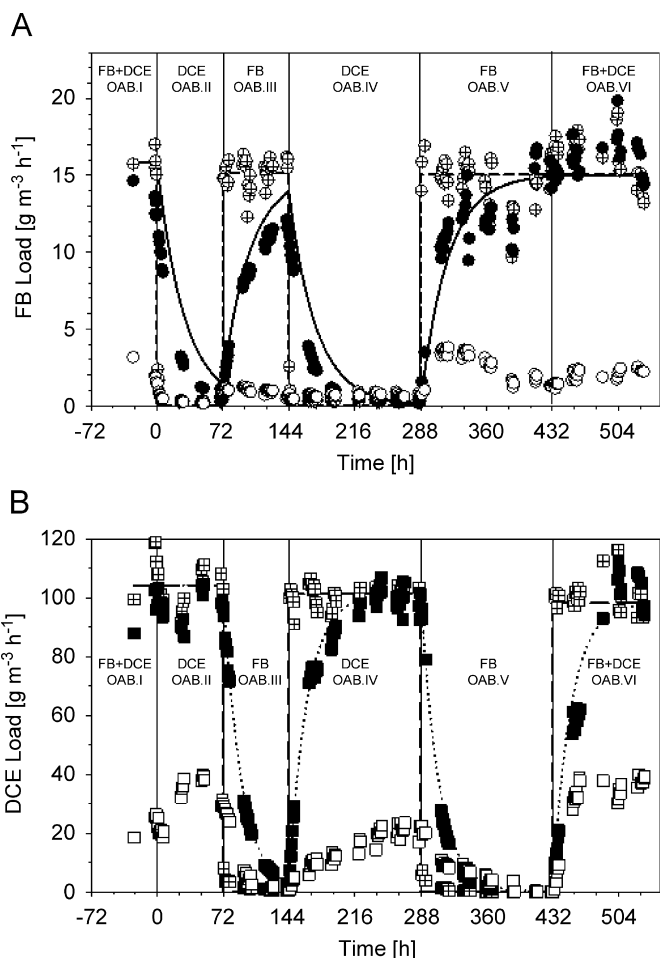 A
FB+DCE DCE FB DCE FB FB+DCE
OAB.I OAB.II OAB.III OAB.IV OAB.V OAB.VI
20
15
10
5
0
FB Load [g m⁻³ h⁻¹]
-72 0 72 144 216 288 360 432 504
Time [h]
B
120
100
80
60
40
20
0
DCE Load [g m⁻³ h⁻¹]
FB+DCE DCE FB DCE FB FB+DCE
OAB.I OAB.II OAB.III OAB.IV OAB.V OAB.VI
-72 0 72 144 216 288 360 432 504
Time [h]